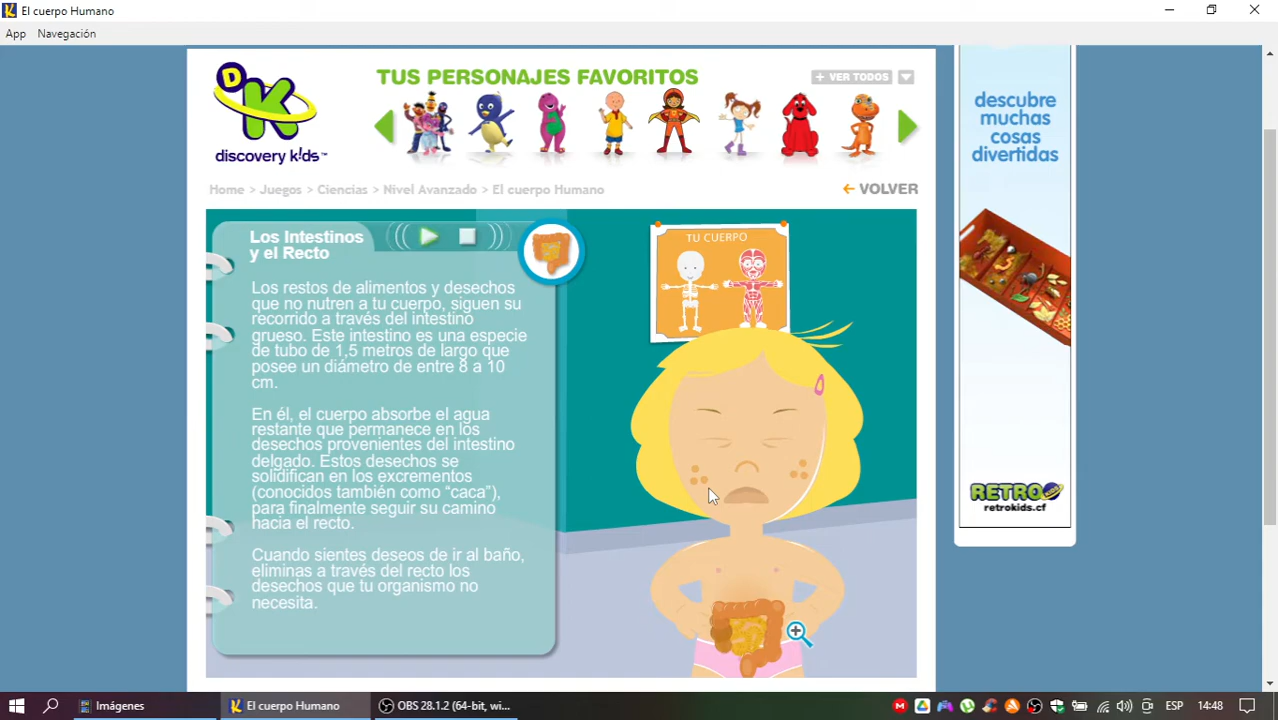 El cuerpo Humano
App Navegación
D
K
discovery kids™
TUS PERSONAJES FAVORITOS
+ VER TODOS
Home > Juegos > Ciencias > Nivel Avanzado > El cuerpo Humano
VOLVER
Los Intestinos
y el Recto
Los restos de alimentos y desechos
que no nutren a tu cuerpo, siguen su
recorrido a través del intestino
grueso. Este intestino es una especie
de tubo de 1,5 metros de largo que
posee un diámetro de entre 8 a 10
cm.
En él, el cuerpo absorbe el agua
restante que permanece en los
desechos provenientes del intestino
delgado. Estos desechos se
solidifican en los excrementos
(conocidos también como “caca”),
para finalmente seguir su camino
hacia el recto.
Cuando sientes deseos de ir al baño,
eliminas a través del recto los
desechos que tu organismo no
necesita.
TU CUERPO
descubre
muchas
cosas
divertidas
RETRO
retrokids.cf
Imágenes
El cuerpo Humano
OBS 28.1.2 (64-bit, wi...
ESP
14:48